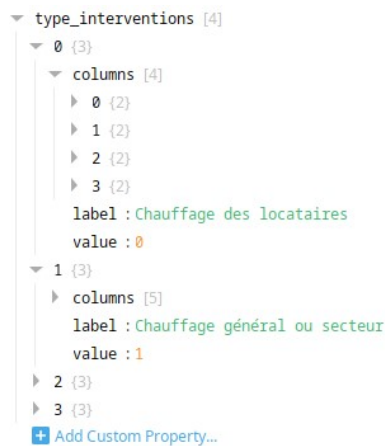 type_interventions [4]
0 {3}
columns [4]
0 {2}
1 {2}
2 {2}
3 {2}
label : Chauffage des locataires
value : 0
1 {3}
columns [5]
label : Chauffage général ou secteur
value : 1
2 {3}
3 {3}
Add Custom Property...